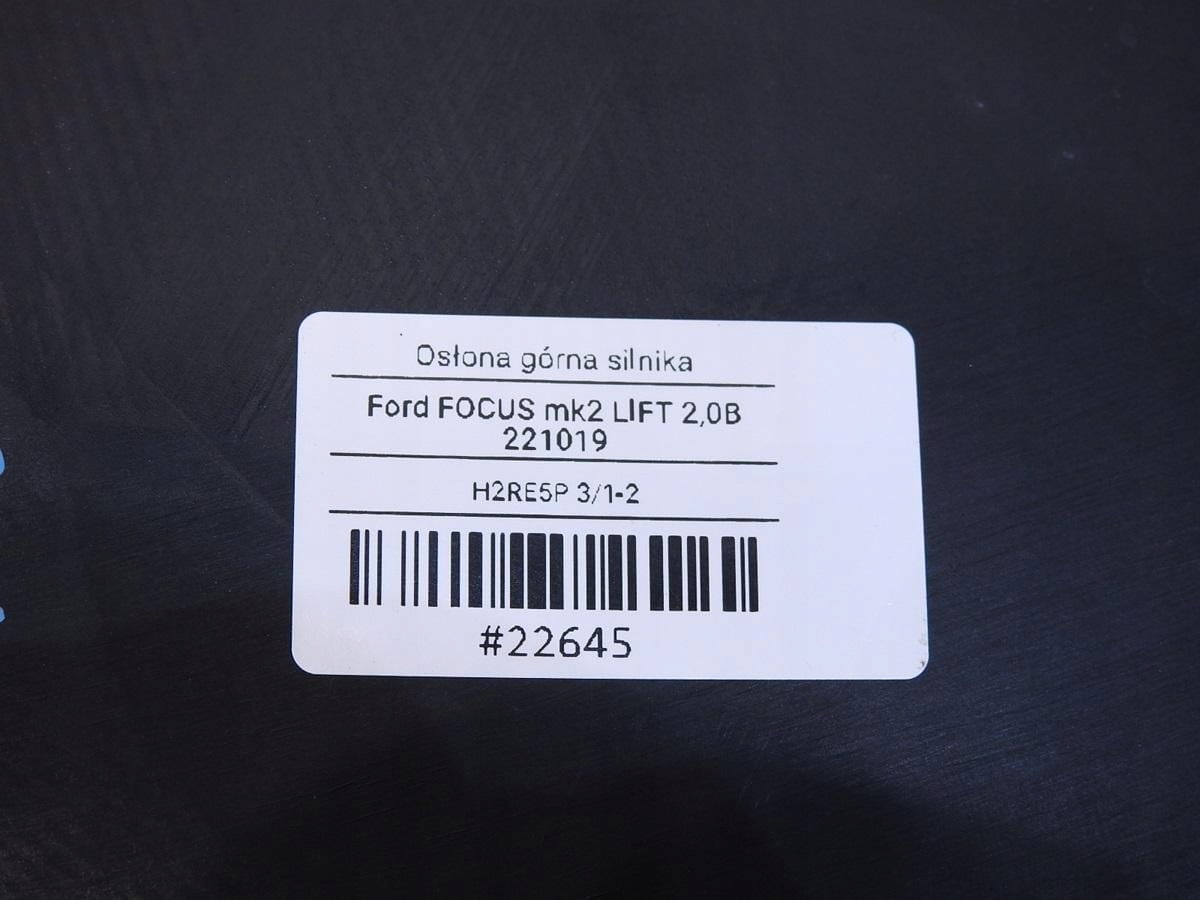 Osłona górna silnika
Ford FOCUS mk2 LIFT 2,0B
221019
H2RE5P 3/1-2
#22645